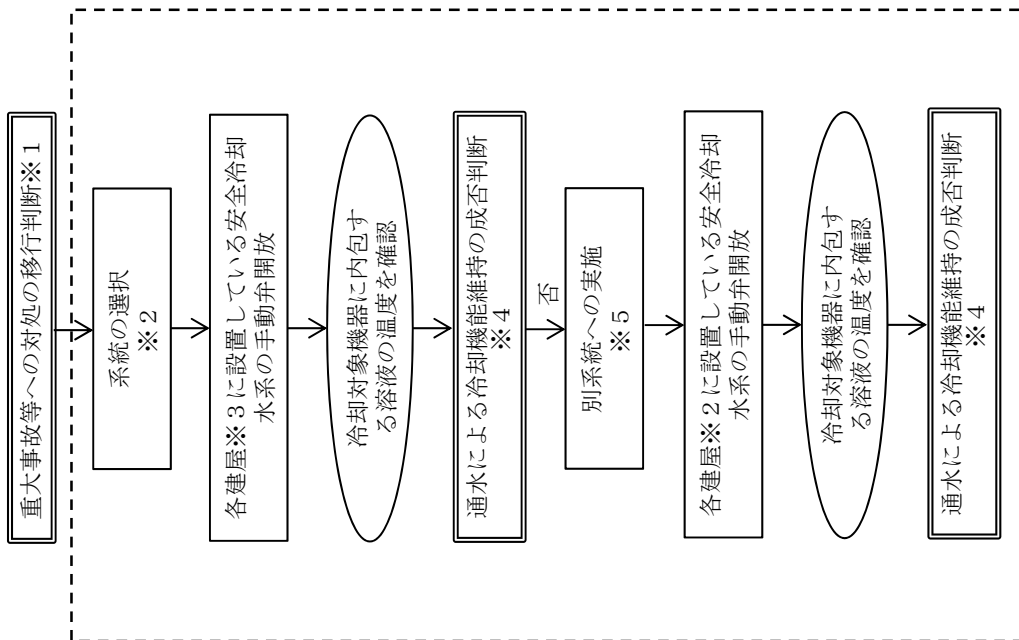 重大事故等への対処の移行判断※１
系統の選択
※２
各建屋※３に設置している安全冷却
水系の手動弁開放
冷却対象機器に内包す
る溶液の温度を確認
通水による冷却機能維持の成否判断
※４
否
別系統への実施
※５
各建屋※２に設置している安全冷却
水系の手動弁開放
冷却対象機器に内包す
る溶液の温度を確認
通水による冷却機能維持の成否判断
※４